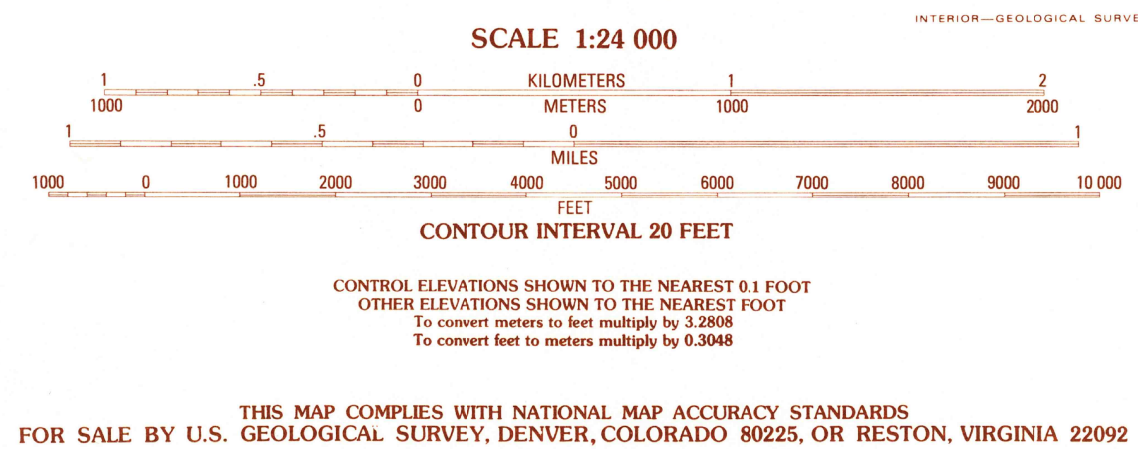 INTERIOR—GEOLOGICAL SURVE
SCALE 1:24 000
1 .5 0 KILOMETERS 1 2
1000 0 METERS 1000 2000
1 .5 0 1
MILES
1000 0 1000 2000 3000 4000 5000 6000 7000 8000 9000 10 000
FEET
CONTOUR INTERVAL 20 FEET
CONTROL ELEVATIONS SHOWN TO THE NEAREST 0.1 FOOT
OTHER ELEVATIONS SHOWN TO THE NEAREST FOOT
To convert meters to feet multiply by 3.2808
To convert feet to meters multiply by 0.3048
THIS MAP COMPLIES WITH NATIONAL MAP ACCURACY STANDARDS
FOR SALE BY U.S. GEOLOGICAL SURVEY, DENVER, COLORADO 80225, OR RESTON, VIRGINIA 22092